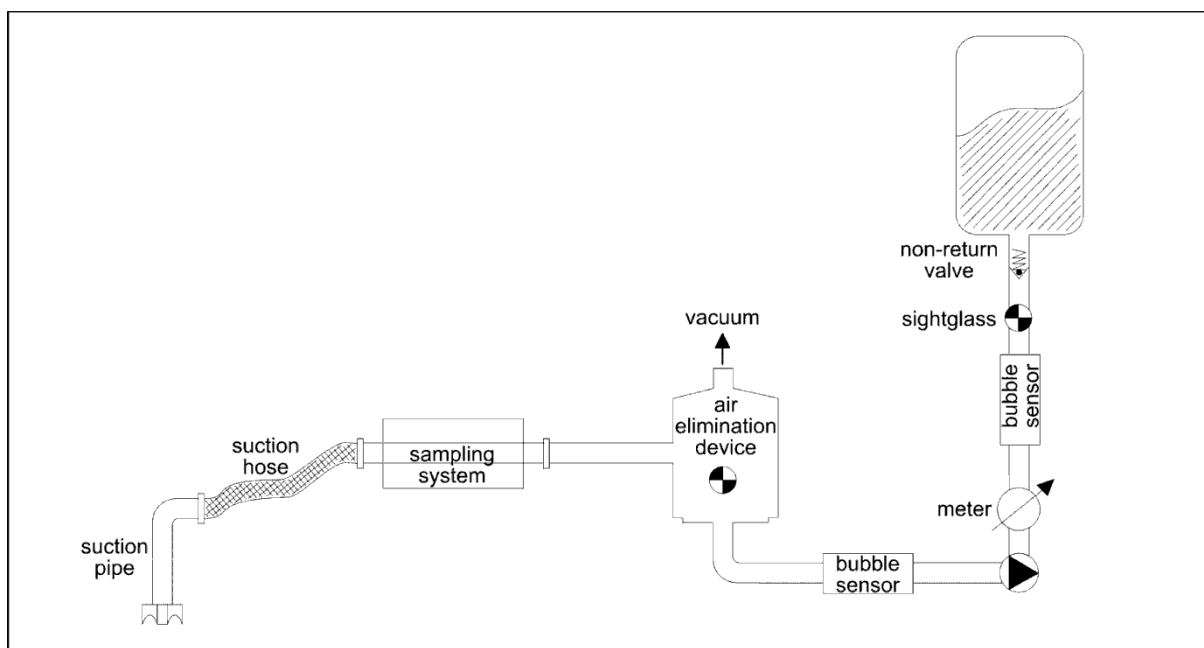 non-return
valve
vacuum
sightglass
bubble
sensor
air
elimination
device
suction
hose
sampling
system
meter
suction
pipe
bubble
sensor